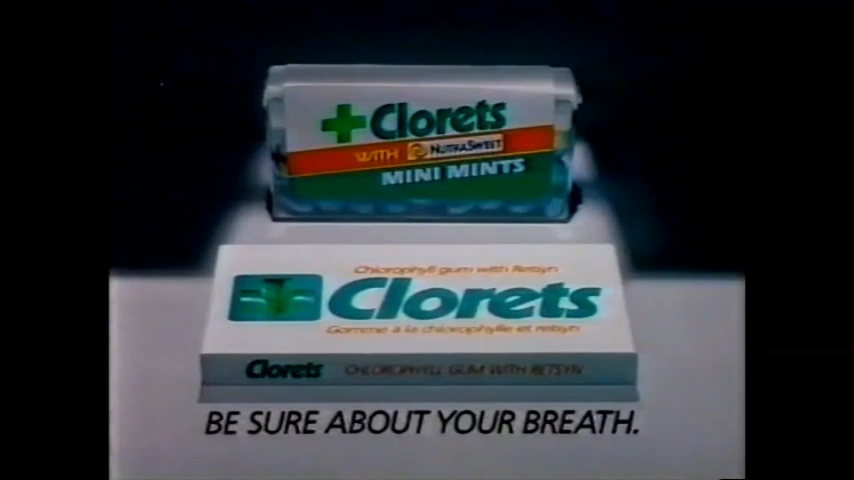 Clorets
WITH NUTRASWEET
MINI MINTS
Chlorophyll gum with Retsyn
Clorets
Gomme à la chlorophylle et retsyn
Clorets CHLOROPHYLL GUM WITH RETSYN
BE SURE ABOUT YOUR BREATH.